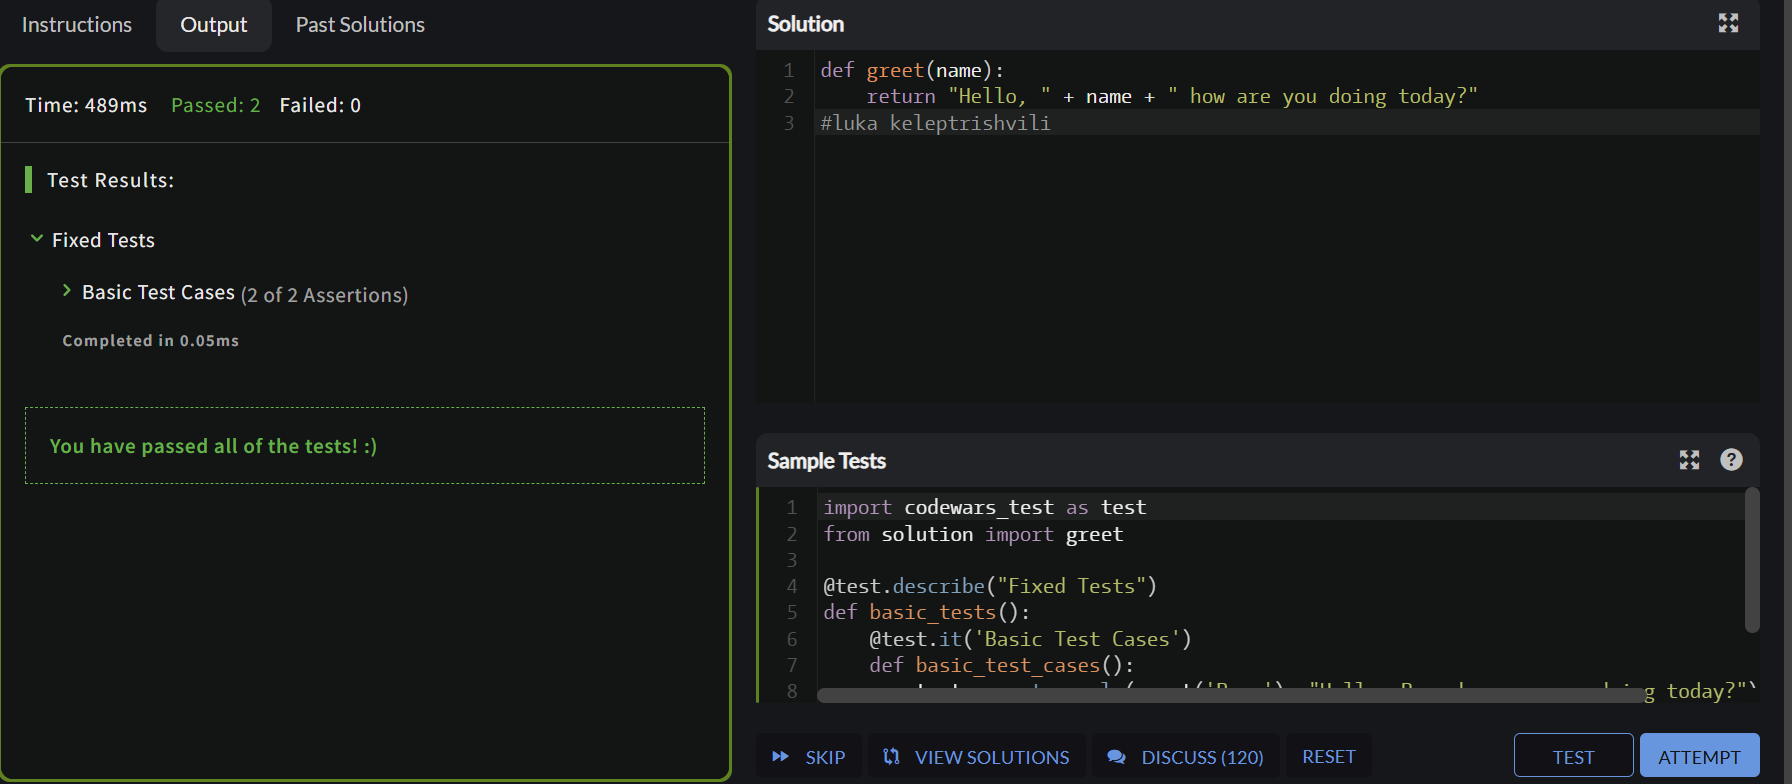 Instructions
Output
Past Solutions
Time: 489ms Passed: 2 Failed: 0
Test Results:
Fixed Tests
Basic Test Cases (2 of 2 Assertions)
Completed in 0.05ms
You have passed all of the tests! :)
Solution
1 def greet(name):
2 return "Hello, " + name + " how are you doing today?"
3 #luka keleptrishvili
Sample Tests
1 import codewars_test as test
2 from solution import greet
3
4 @test.describe("Fixed Tests")
5 def basic_tests():
6 @test.it('Basic Test Cases')
7 def basic_test_cases():
8 today?")
SKIP
VIEW SOLUTIONS
DISCUSS (120)
RESET
TEST
ATTEMPT